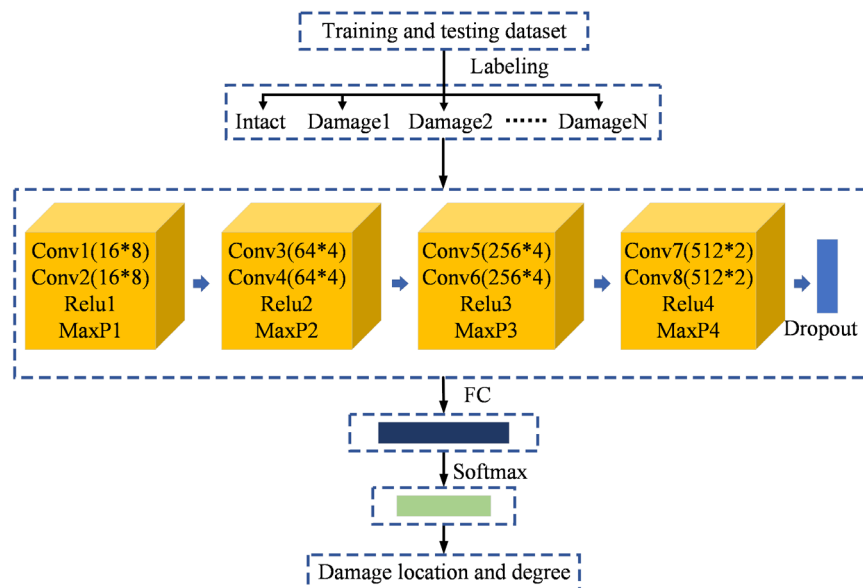 Training and testing dataset
Labeling
Intact Damage1 Damage2 ······ DamageN
Conv1(16*8)
Conv2(16*8)
Relu1
MaxP1
Conv3(64*4)
Conv4(64*4)
Relu2
MaxP2
Conv5(256*4)
Conv6(256*4)
Relu3
MaxP3
Conv7(512*2)
Conv8(512*2)
Relu4
MaxP4
Dropout
FC
Softmax
Damage location and degree